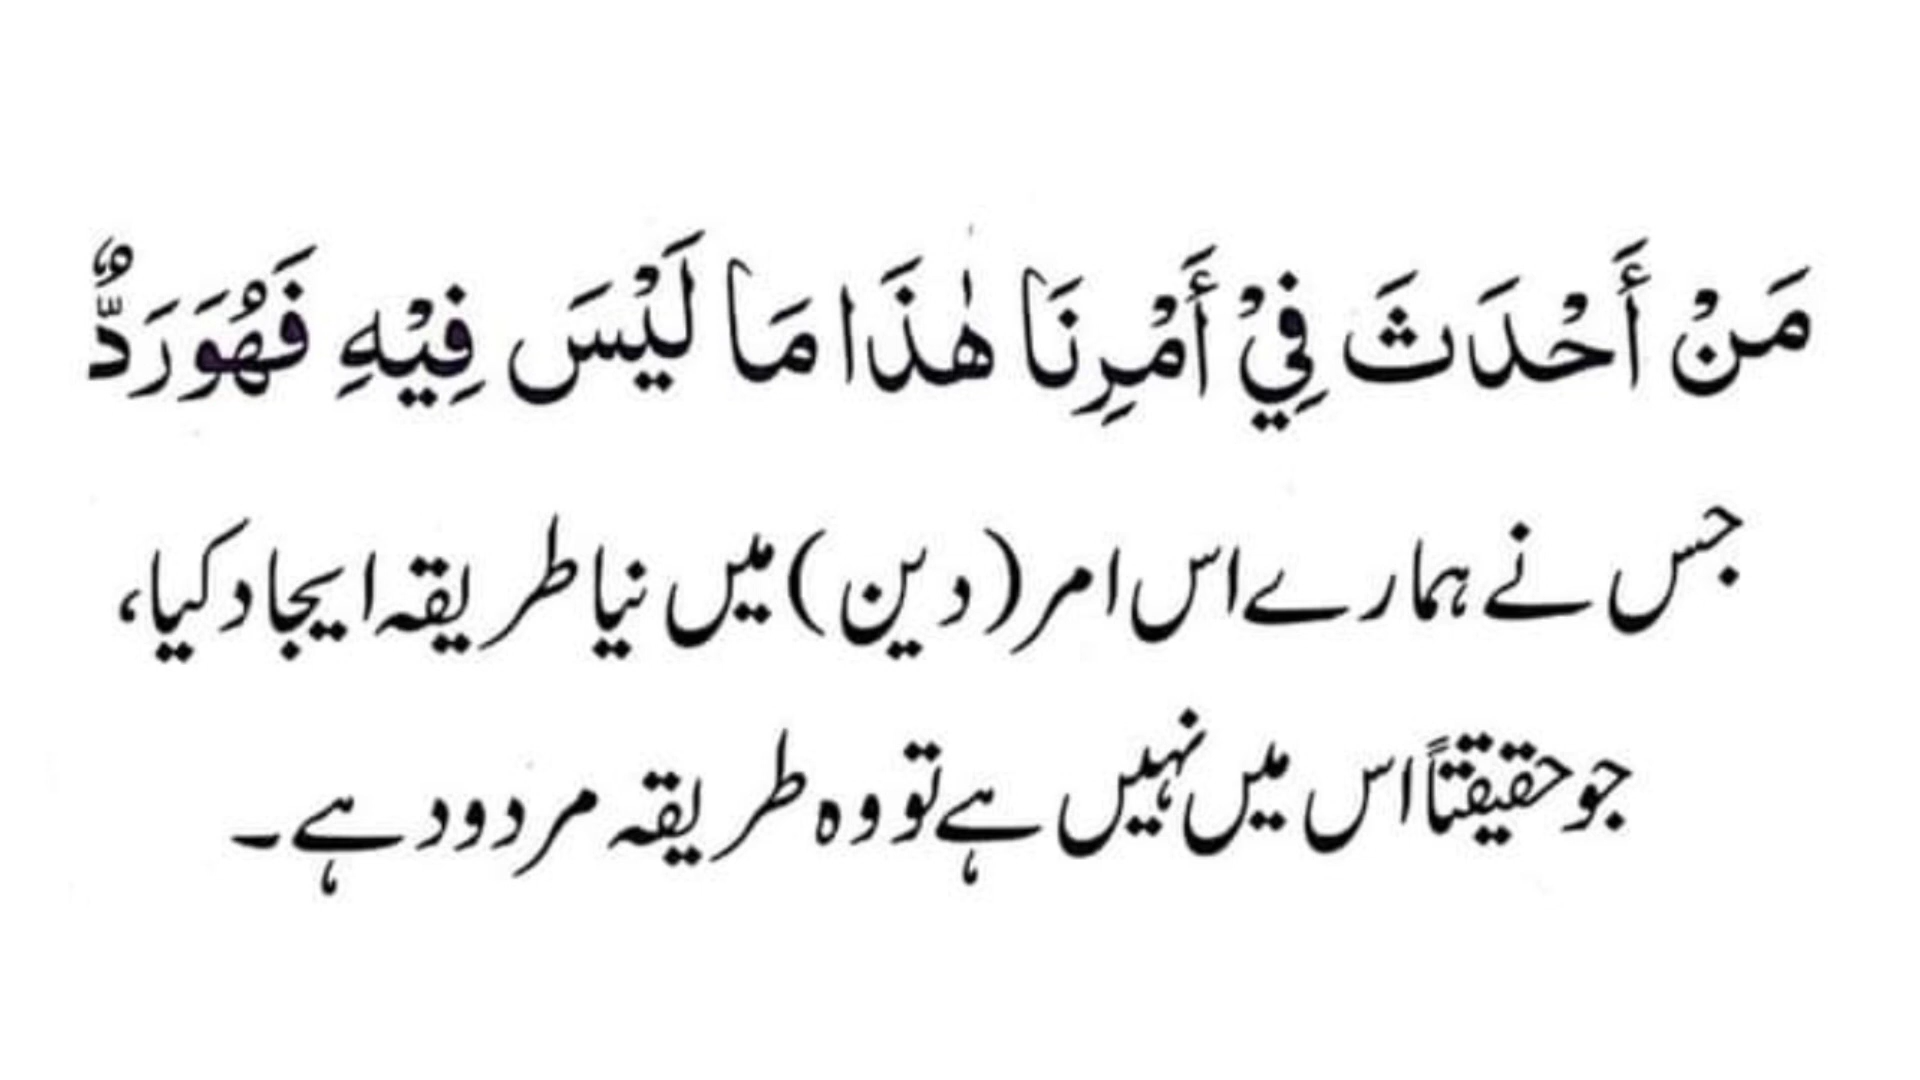 مَنْ أَحْدَثَ فِيْ أَمْرِنَا هٰذَا مَا لَيْسَ فِيْهِ فَهُوَ رَدٌّ
جس نے ہمارے اس امر (دین) میں نیا طریقہ ایجاد کیا،
جو حقیقتاً اس میں نہیں ہے تو وہ طریقہ مردود ہے۔